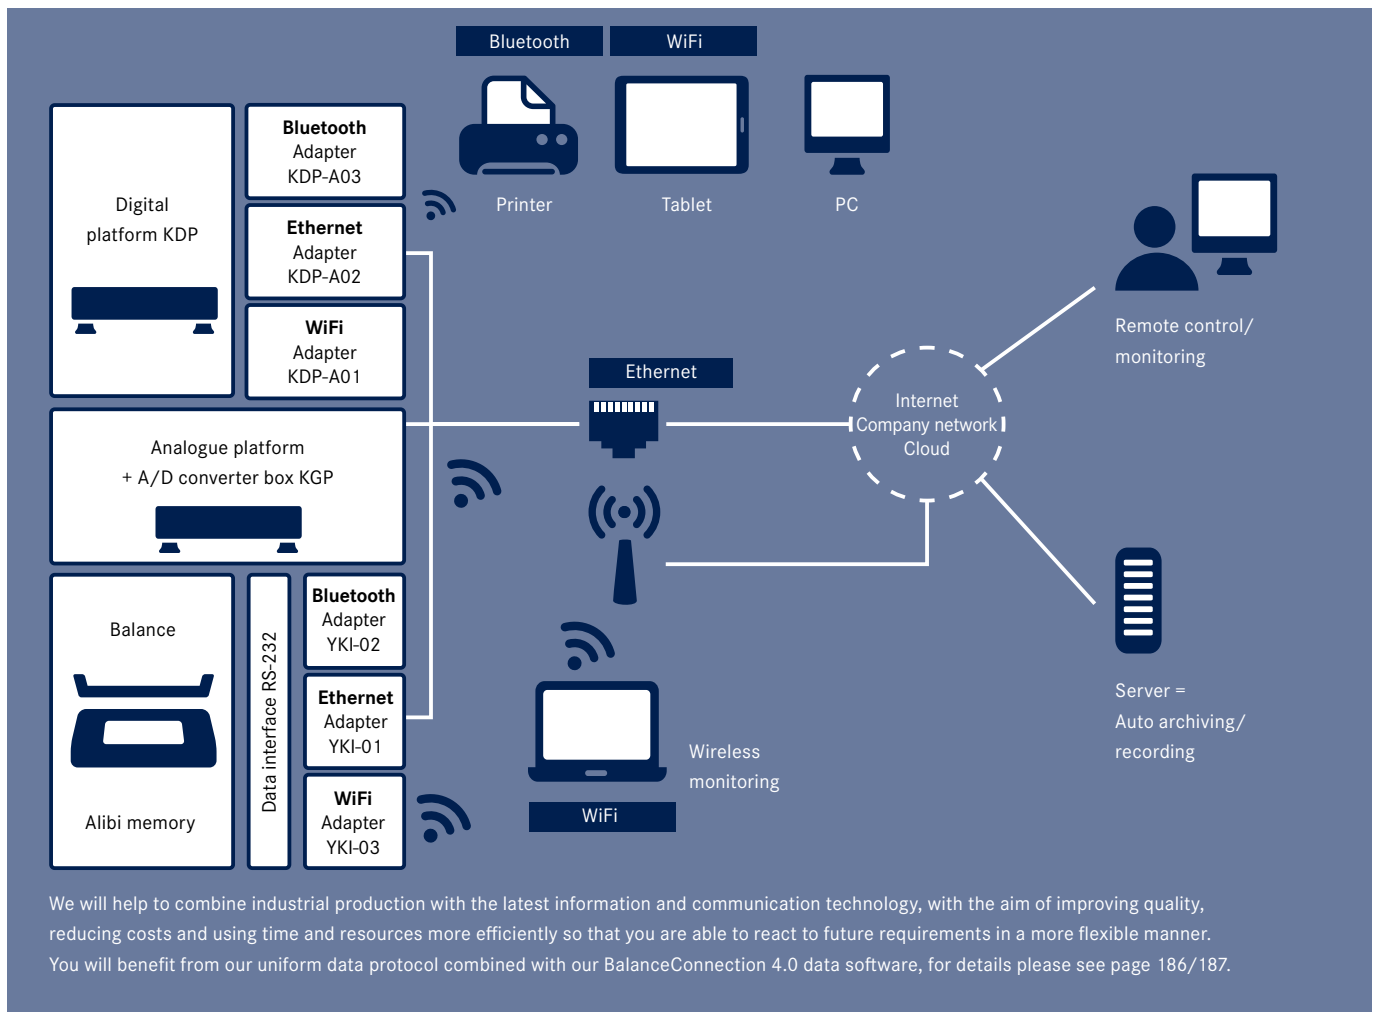 Bluetooth
WiFi
Printer
Tablet
PC
Digital
platform KDP
Bluetooth
Adapter
KDP-A03
Ethernet
Adapter
KDP-A02
WiFi
Adapter
KDP-A01
Analogue platform
+ A/D converter box KGP
Balance
Alibi memory
Data interface RS-232
Bluetooth
Adapter
YKI-02
Ethernet
Adapter
YKI-01
WiFi
Adapter
YKI-03
Ethernet
Wireless
monitoring
WiFi
Internet
Company network
Cloud
Remote control/
monitoring
Server =
Auto archiving/
recording
We will help to combine industrial production with the latest information and communication technology, with the aim of improving quality,
reducing costs and using time and resources more efficiently so that you are able to react to future requirements in a more flexible manner.
You will benefit from our uniform data protocol combined with our BalanceConnection 4.0 data software, for details please see page 186/187.